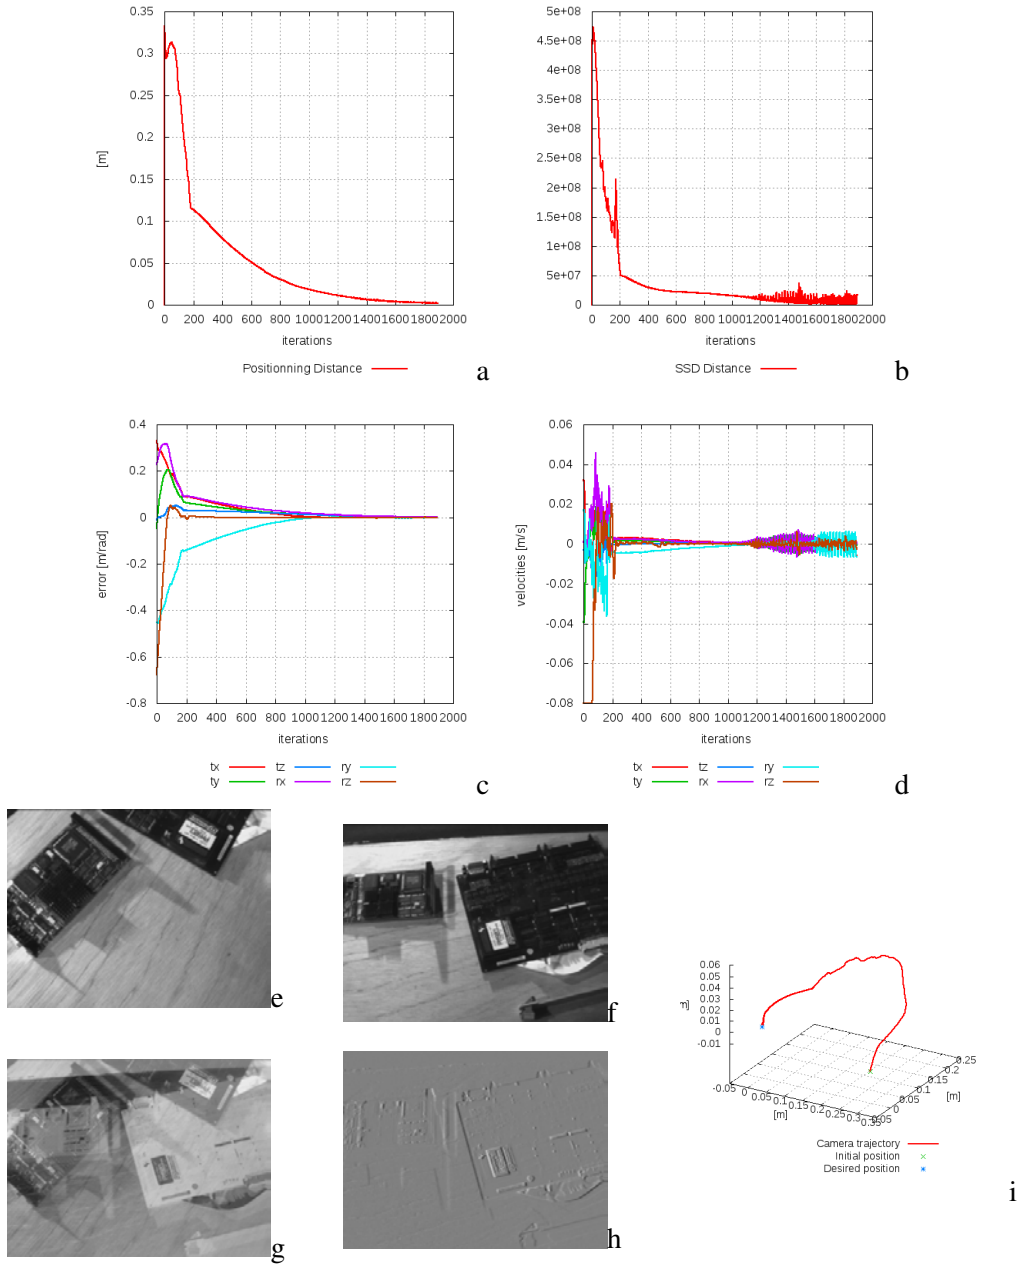 0.35
0.3
0.25
0.2
0.15
0.1
0.05
0
[m]
0 200 400 600 800 1000 1200 1400 1600 1800 2000
iterations
Positionning Distance
a
5e+08
4.5e+08
4e+08
3.5e+08
3e+08
2.5e+08
2e+08
1.5e+08
1e+08
5e+07
0
0 200 400 600 800 1000 1200 1400 1600 1800 2000
iterations
SSD Distance
b
0.4
0.2
0
-0.2
-0.4
-0.6
-0.8
error [m/rad]
0 200 400 600 800 1000 1200 1400 1600 1800 2000
iterations
tx tz ry
ty rx rz
c
0.06
0.04
0.02
0
-0.02
-0.04
-0.06
-0.08
velocities [m/s]
0 200 400 600 800 1000 1200 1400 1600 1800 2000
iterations
tx tz ry
ty rx rz
d
e
f
g
h
0.06
0.05
0.04
0.03
0.02
0.01
0
-0.01
-0.05 0 0.05 0.1 0.15 0.2 0.25 0.3 0.35
[m]
-0.05 0 0.05 0.1 0.15 0.2 0.25
[m]
Camera trajectory
Initial position
Desired position
i